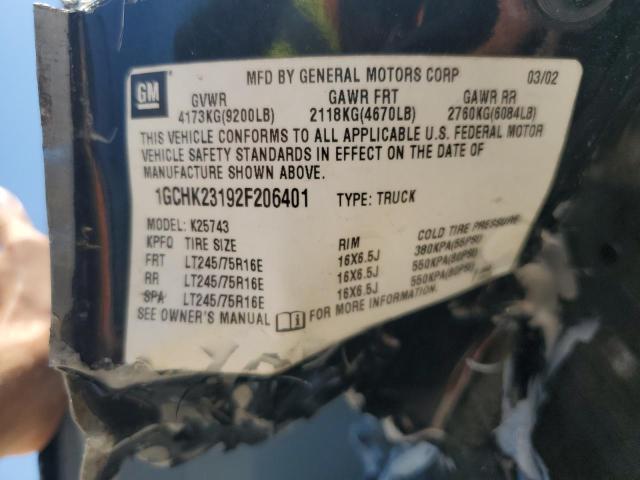 GM MFD BY GENERAL MOTORS CORP 03/02
GVWR GAWR FRT GAWR RR
4173KG(9200LB) 2118KG(4670LB) 2760KG(6084LB)
THIS VEHICLE CONFORMS TO ALL APPLICABLE U.S. FEDERAL MOTOR
VEHICLE SAFETY STANDARDS IN EFFECT ON THE DATE OF
MANUFACTURE SHOWN ABOVE.
1GCHK23192F206401 TYPE: TRUCK
MODEL: K25743
KPFO TIRE SIZE RIM COLD TIRE PRESSURE
FRT LT245/75R16E 16X6.5J 380KPA(55PSI)
RR LT245/75R16E 16X6.5J 550KPA(80PSI)
SPA LT245/75R16E 16X6.5J 550KPA(80PSI)
SEE OWNER'S MANUAL FOR MORE INFORMATION.